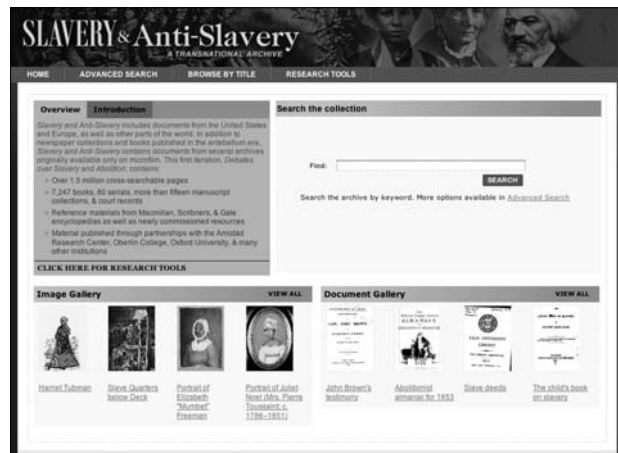 SLAVERY & Anti-Slavery
A TRANSNATIONAL ARCHIVE
HOME ADVANCED SEARCH BROWSE BY TITLE RESEARCH TOOLS
Overview Introduction
Slavery and Anti-Slavery includes documents from the United States
and Europe, as well as other parts of the world. In addition to
newspaper collections and books published in the antebellum era,
Slavery and Anti-Slavery contains documents from several archives
originally available only on microfilm. This first iteration, Debates
over Slavery and Abolition, contains:
Over 1.5 million cross-searchable pages
7,247 books, 80 serials, more than fifteen manuscript
collections, & court records
Reference materials from Macmillan, Scribners, & Gale
encyclopedias as well as newly commissioned resources
Material published through partnerships with the Amistad
Research Center, Oberlin College, Oxford University, & many
other institutions
CLICK HERE FOR RESEARCH TOOLS
Search the collection
Find:
SEARCH
Search the archive by keyword. More options available in Advanced Search
Image Gallery VIEW ALL
Harriet Tubman
Slave Quarters
below Deck
Portrait of
Elizabeth
"Mumbet"
Freeman
Portrait of Juliet
Noel (Mrs. Pierre
Toussaint; c.
1786-1851)
Document Gallery VIEW ALL
ALMANAC
YALE UNIVERSITY
LIBRARY
John Brown's
testimony
Abolitionist
almanac for 1853
Slave deeds
The child's book
on slavery